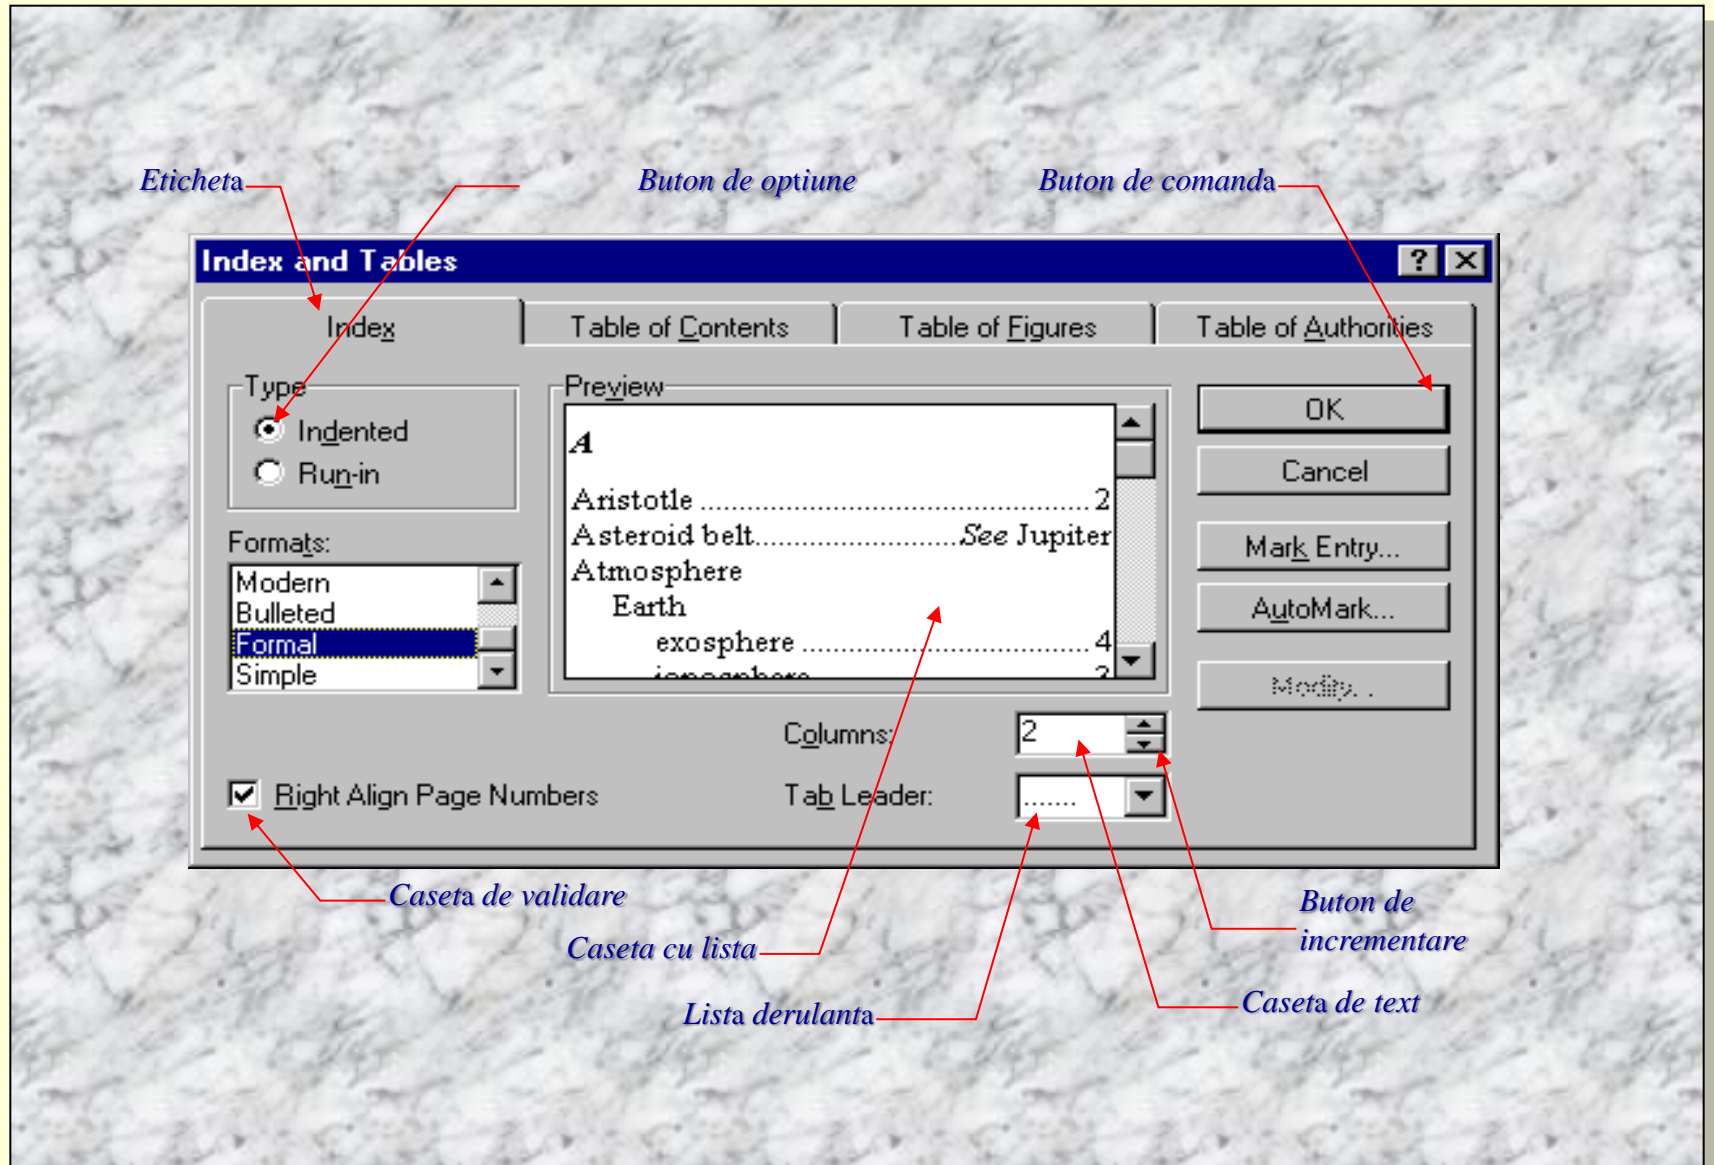 Eticheta
Buton de optiune
Buton de comanda
Index and Tables
Index
Table of Contents
Table of Figures
Table of Authorities
Type
Indented
Run-in
Formats:
Modern
Bulleted
Formal
Simple
Preview
A
Aristotle ............................................ 2
Asteroid belt.......................See Jupiter
Atmosphere
Earth
exosphere ................................. 4
ionosphere ................................ 3
OK
Cancel
Mark Entry...
AutoMark...
Modify...
Columns:
2
Right Align Page Numbers
Tab Leader:
.......
Caseta de validare
Caseta cu lista
Lista derulanta
Buton de
incrementare
Caseta de text